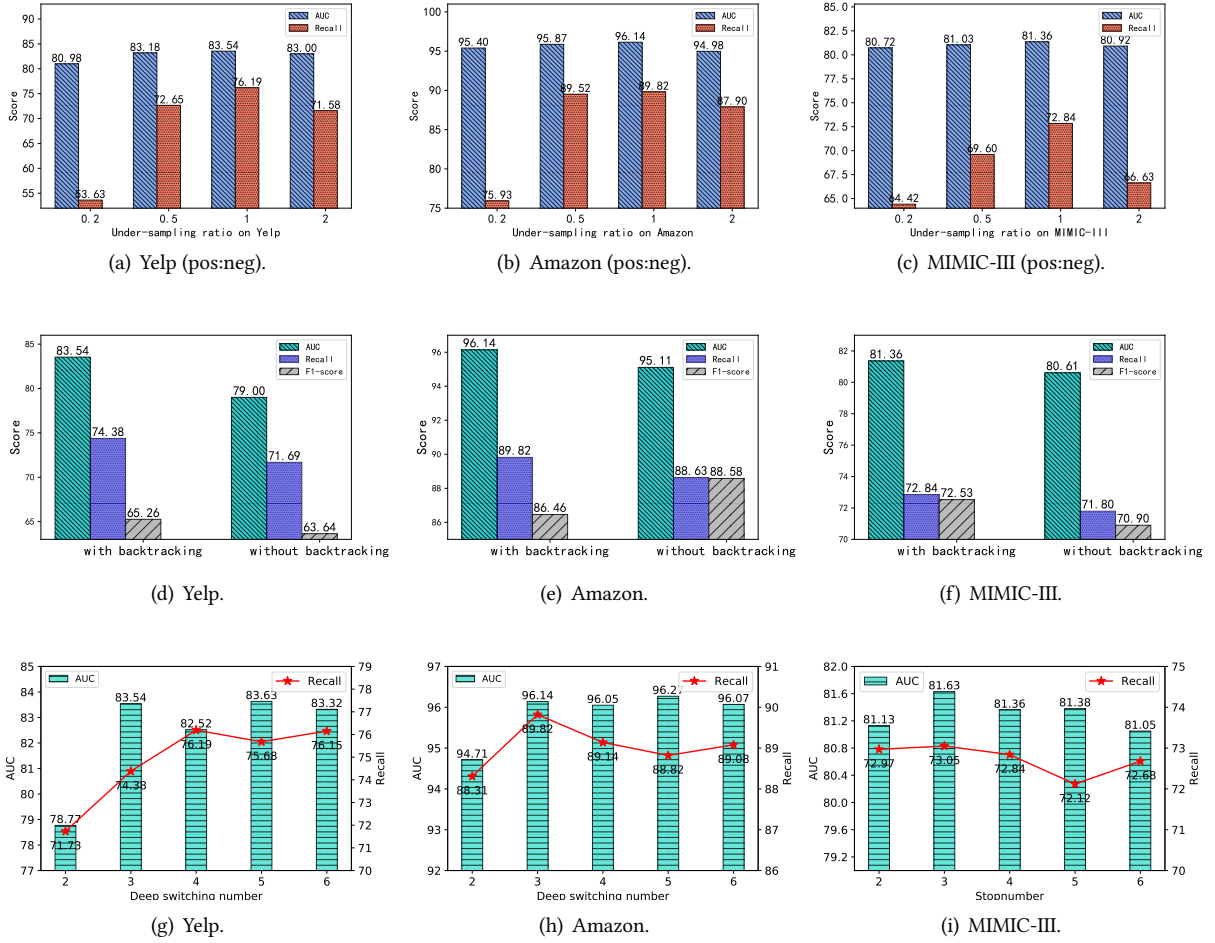 90
85
80
75
70
65
60
55
Score
80.98
53.63
83.18
72.65
83.54
76.19
83.00
71.58
AUC
Recall
0.2 0.5 1 2
Under-sampling ratio on Yelp
(a) Yelp (pos:neg).
100
95
90
85
80
75
Score
95.40
75.93
95.87
89.52
96.14
89.82
94.98
87.90
AUC
Recall
0.2 0.5 1 2
Under-sampling ratio on Amazon
(b) Amazon (pos:neg).
85.0
82.5
80.0
77.5
75.0
72.5
70.0
67.5
65.0
Score
80.72
64.42
81.03
69.60
81.36
72.84
80.92
66.63
AUC
Recall
0.2 0.5 1 2
Under-sampling ratio on MIMIC-III
(c) MIMIC-III (pos:neg).
85
80
75
70
65
Score
83.54
74.38
65.26
79.00
71.69
63.64
AUC
Recall
F1-score
with backtracking without backtracking
(d) Yelp.
96
94
92
90
88
86
Score
96.14
89.82
86.46
95.11
88.63
88.58
AUC
Recall
F1-score
with backtracking without backtracking
(e) Amazon.
82
80
78
76
74
72
70
Score
81.36
72.84
72.53
80.61
71.80
70.90
AUC
Recall
F1-score
with backtracking without backtracking
(f) MIMIC-III.
85
84
83
82
81
80
79
78
77
AUC
AUC
Recall
78.77
83.54
82.52
83.63
83.32
71.73
74.38
76.19
75.68
76.15
79
78
77
76
75
74
73
72
71
70
Recall
2 3 4 5 6
Deep switching number
(g) Yelp.
97
96
95
94
93
92
AUC
AUC
Recall
94.71
96.14
96.05
96.27
96.07
88.31
89.82
89.14
88.82
89.08
91
90
89
88
87
86
Recall
2 3 4 5 6
Deep switching number
(h) Amazon.
82.0
81.6
81.2
80.8
80.4
80.0
79.6
79.2
AUC
AUC
Recall
81.13
81.63
81.36
81.38
81.05
72.97
73.05
72.84
72.12
72.68
75
74
73
72
71
70
Recall
2 3 4 5 6
Stopnumber
(i) MIMIC-III.